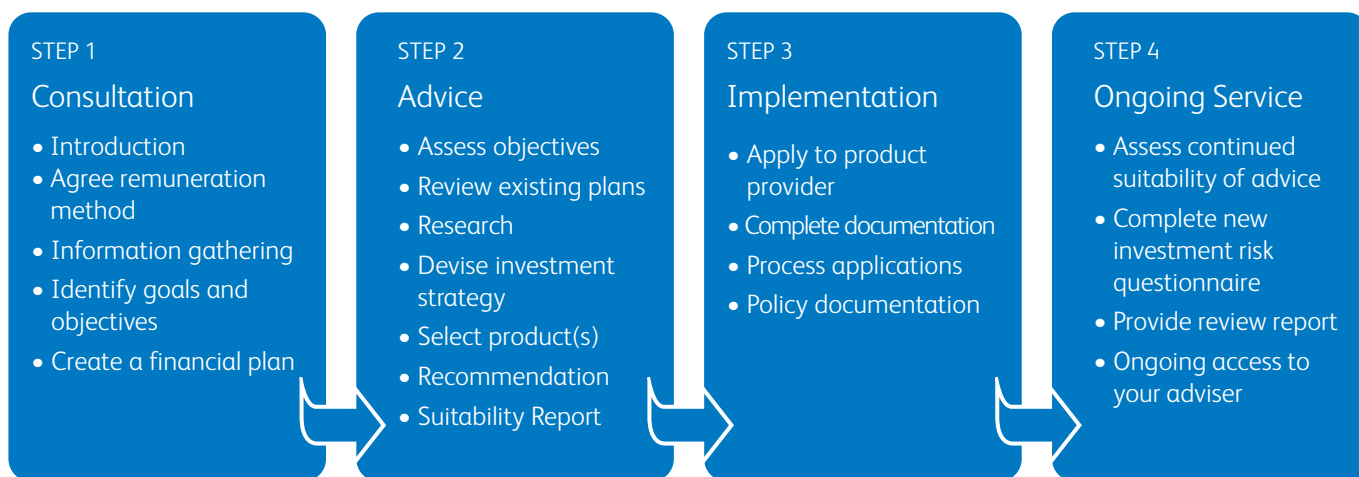 STEP 1
Consultation
• Introduction
• Agree remuneration
method
• Information gathering
• Identify goals and
objectives
• Create a financial plan
STEP 2
Advice
• Assess objectives
• Review existing plans
• Research
• Devise investment
strategy
• Select product(s)
• Recommendation
• Suitability Report
STEP 3
Implementation
• Apply to product
provider
• Complete documentation
• Process applications
• Policy documentation
STEP 4
Ongoing Service
• Assess continued
suitability of advice
• Complete new
investment risk
questionnaire
• Provide review report
• Ongoing access to
your adviser